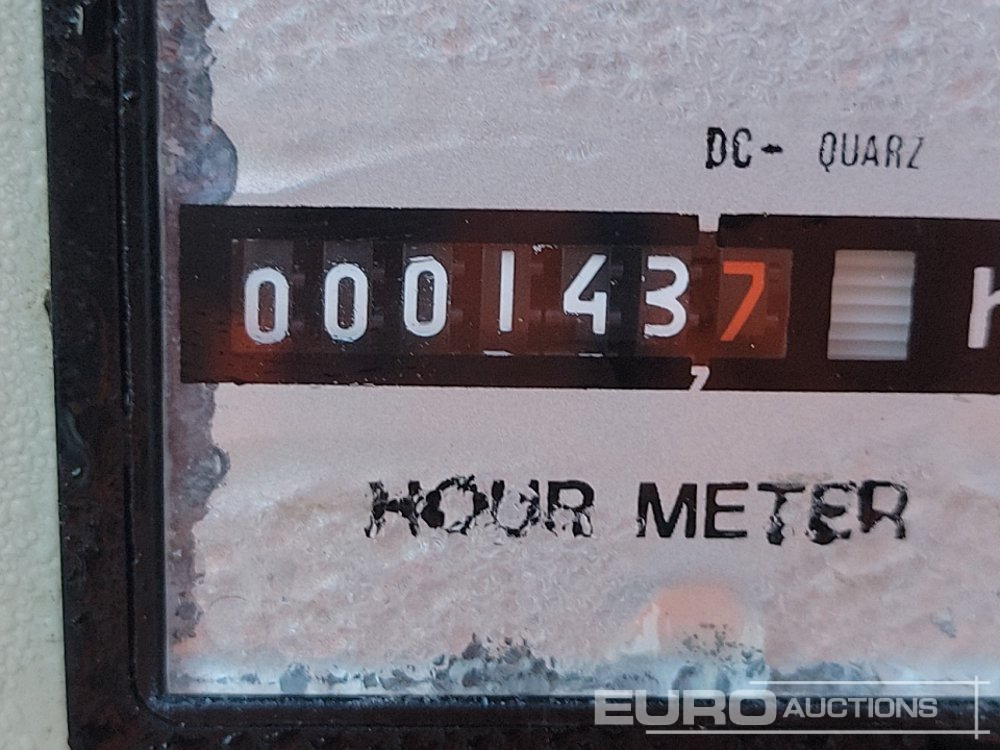 DC- QUARZ
0001437 h
HOUR METER
EURO AUCTIONS